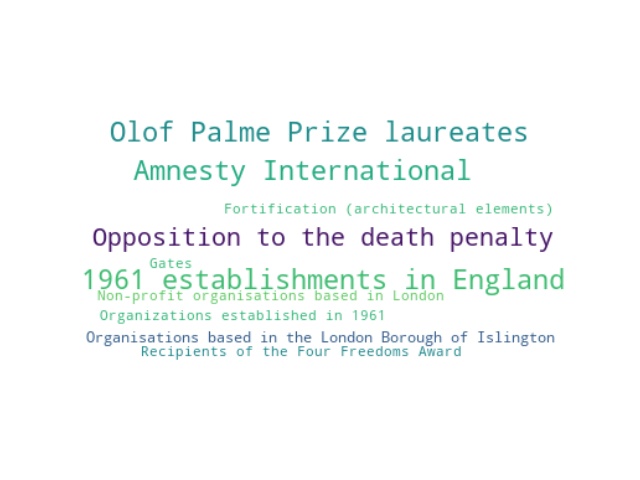 Olof Palme Prize laureates
Amnesty International
Fortification (architectural elements)
Opposition to the death penalty
Gates
1961 establishments in England
Non-profit organisations based in London
Organizations established in 1961
Organisations based in the London Borough of Islington
Recipients of the Four Freedoms Award